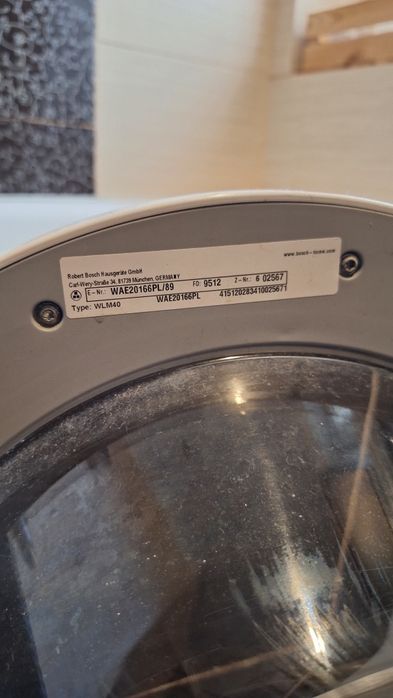 Robert Bosch Hausgeräte GmbH
www.bosch-home.com
Carl-Wery-Straße 34, 81739 München, GERMANY
E-Nr.: WAE20166PL/89 FD: 9512 Z-Nr.: 6 02567
WAE20166PL 415120283410025671
Type: WLM40